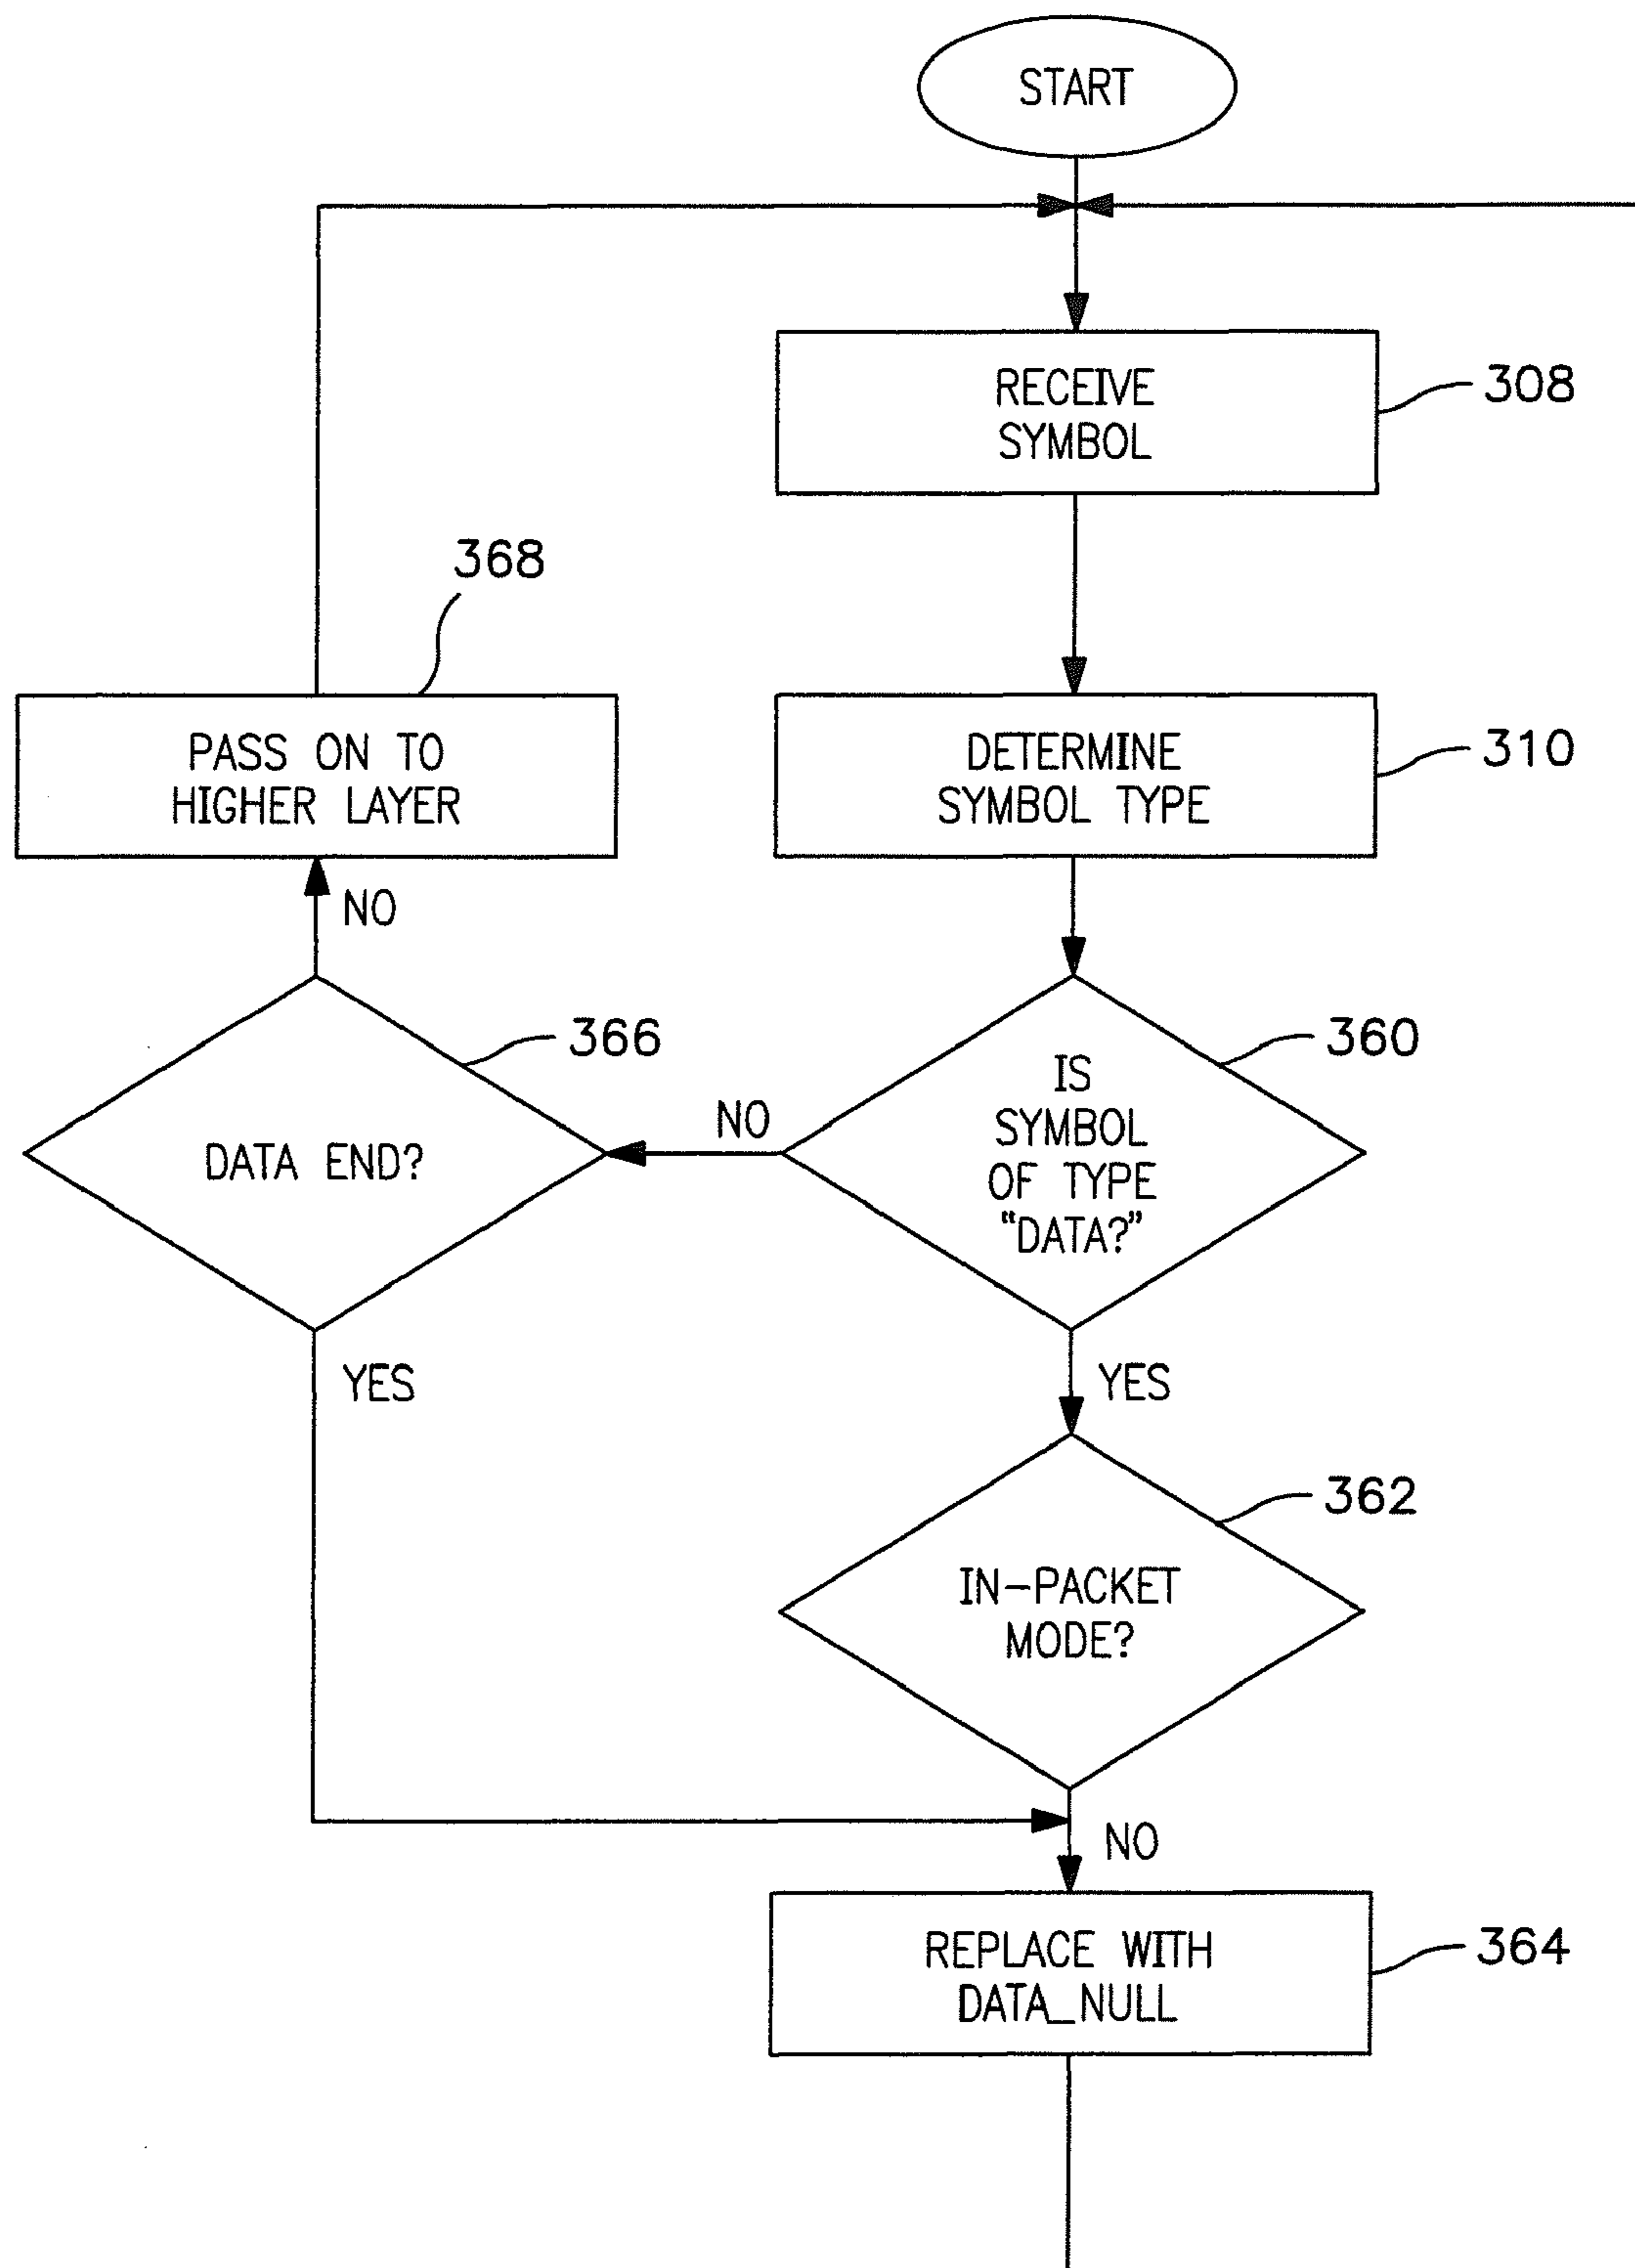 START
RECEIVE
SYMBOL
308
368
PASS ON TO
HIGHER LAYER
DETERMINE
SYMBOL TYPE
310
NO
366
DATA END?
NO
IS
SYMBOL
OF TYPE
“DATA?”
360
YES
YES
362
IN-PACKET
MODE?
NO
REPLACE WITH
DATA_NULL
364